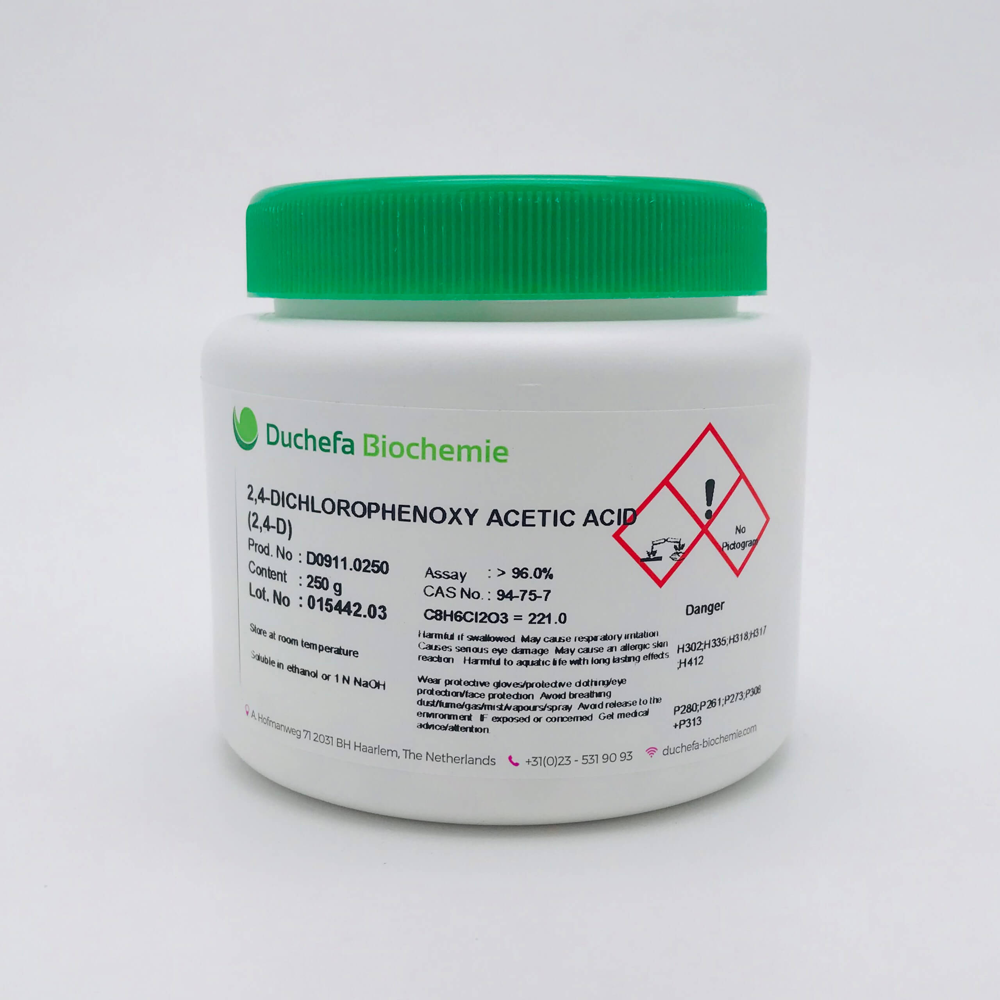 Duchefa Biochemie
2,4-DICHLOROPHENOXY ACETIC ACID
(2,4-D)
Prod. No : D0911.0250
Content : 250 g
Lot. No : 015442.03
Store at room temperature
Soluble in ethanol or 1 N NaOH
Assay : > 96.0%
CAS No. : 94-75-7
C8H6Cl2O3 = 221.0
Harmful if swallowed. May cause respiratory irritation.
Causes serious eye damage May cause an allergic skin
reaction Harmful to aquatic life with long lasting effects
Wear protective gloves/protective clothing/eye
protection/face protection Avoid breathing
dust/fume/gas/mist/vapours/spray Avoid release to the
environment IF exposed or concerned Get medical
advice/attention.
!
No
Pictogram
Danger
H302;H335;H318;H317
;H412
P280;P261;P273;P308
+P313
A. Hofmanweg 71 2031 BH Haarlem, The Netherlands +31(0)23 - 531 90 93 duchefa-biochemie.com